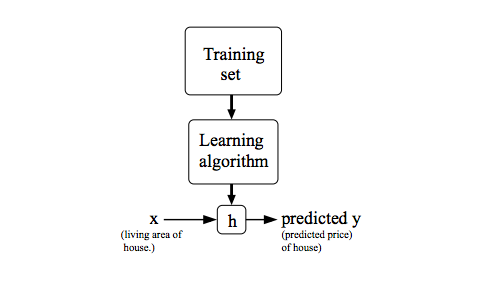 Training
set
Learning
algorithm
x
h
predicted y
(living area of
house.)
(predicted price)
of house)